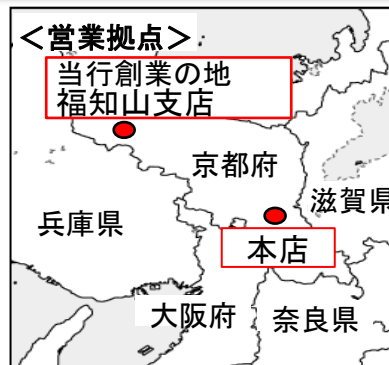 ＜営業拠点＞
当行創業の地
福知山支店
京都府
滋賀県
兵庫県
本店
大阪府
奈良県